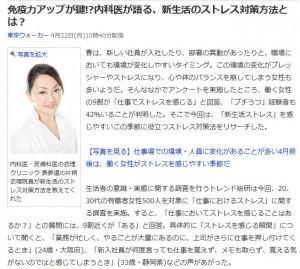 免疫力アップが鍵!?内科医が語る、新生活のストレス対策方法と
は？
東京ウォーカー 4月22日(月)10時40分配信
写真を拡大
内科医・皮膚科医の衣理
クリニック 表参道の片桐
衣理院長が新生活のスト
レス対策方法を教えてく
れた
春は、新しい社員が入社したり、部署の異動があったりと、職場に
おいても環境が変化しやすいタイミング。この環境の変化がプレッ
シャーやストレスになり、心や体のバランスを崩してしまう女性も
多いようだ。そんななかでアンケートを実施したところ、働く女性
の9割が「仕事でストレスを感じる」と回答、「プチうつ」経験者も
42%いることが判明した。そこで今回は、「新生活ストレス」を感
じやすいこの季節に役立つストレス対策方法をリサーチした。
【写真を見る】仕事場での環境・人員に変化があることが多い4月前
後は、働く女性がストレスを感じやすい季節だ
生活者の意識・実態に関する調査を行うトレンド総研は今回、20、
30代の有職者女性500人を対象に「仕事におけるストレス」に関す
る調査を実施。すると、「仕事においてストレスを感じることはあ
るか？」との質問には、9割近くが「ある」と回答。具体的に「ストレスを感じる瞬間」に
ついて聞くと、「業務が忙しく、やることが大量にあるのに、上司がさらに仕事を押し付けてく
るとき」(24歳・大阪府)、「新入社員が何度言っても仕事を覚えず、メモも取らず、覚える気
がないのではと感じてしまうとき」(33歳・静岡県)などの声があがった。